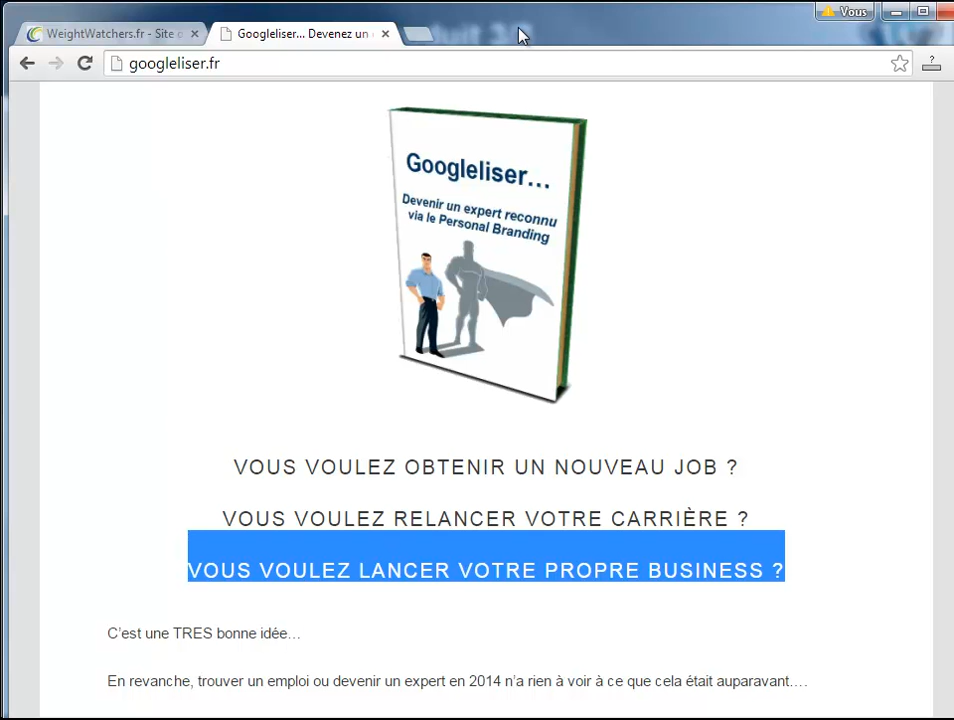 Vous
WeightWatchers.fr - Site
Googleliser... Devenez un
googleliser.fr
Googleliser...
Devenir un expert reconnu
via le Personal Branding
VOUS VOULEZ OBTENIR UN NOUVEAU JOB ?
VOUS VOULEZ RELANCER VOTRE CARRIÈRE ?
VOUS VOULEZ LANCER VOTRE PROPRE BUSINESS ?
C'est une TRES bonne idée…
En revanche, trouver un emploi ou devenir un expert en 2014 n'a rien à voir à ce que cela était auparavant….